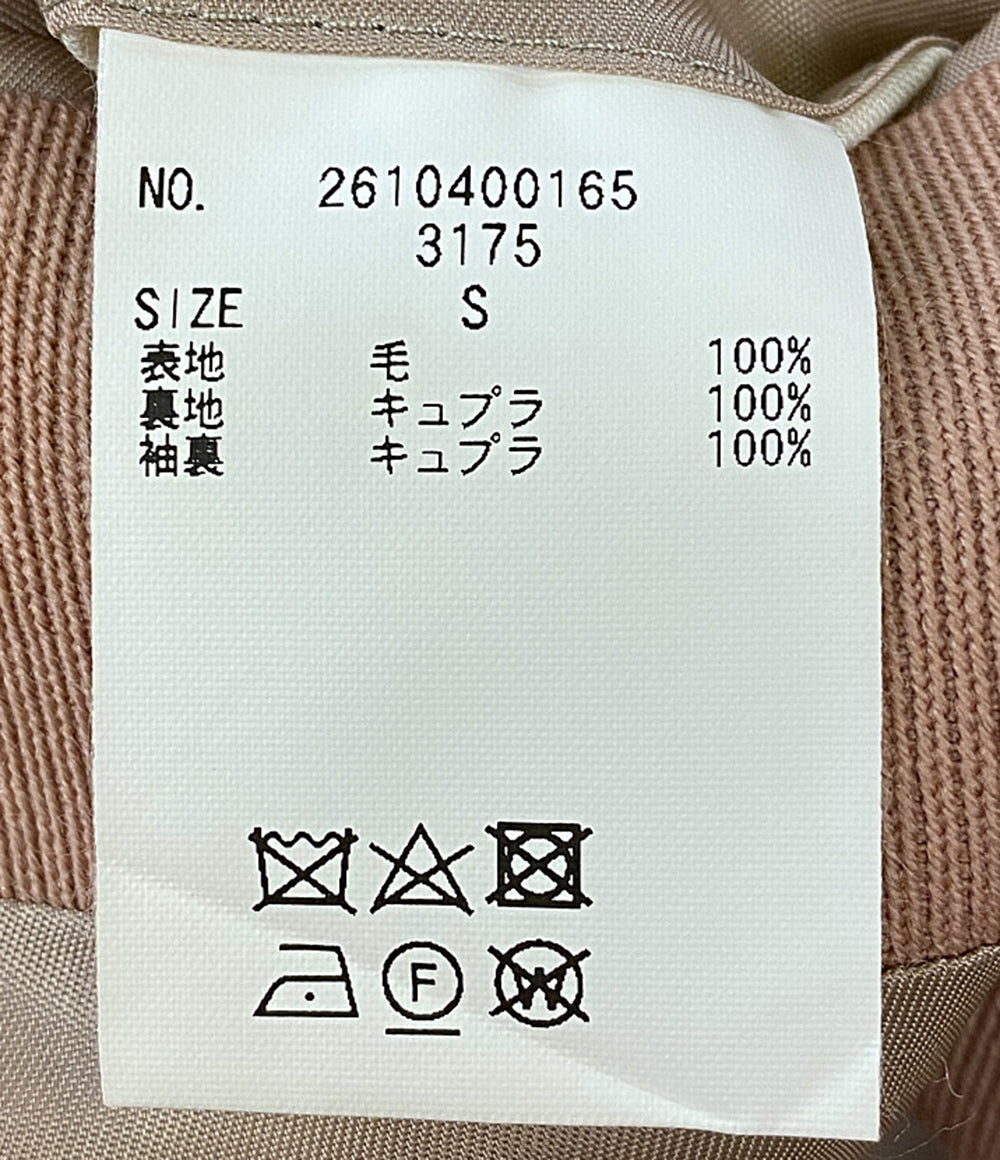 NO. 2610400165
3175
SIZE S
表地 毛 100%
裏地 キュプラ 100%
袖裏 キュプラ 100%
F
W